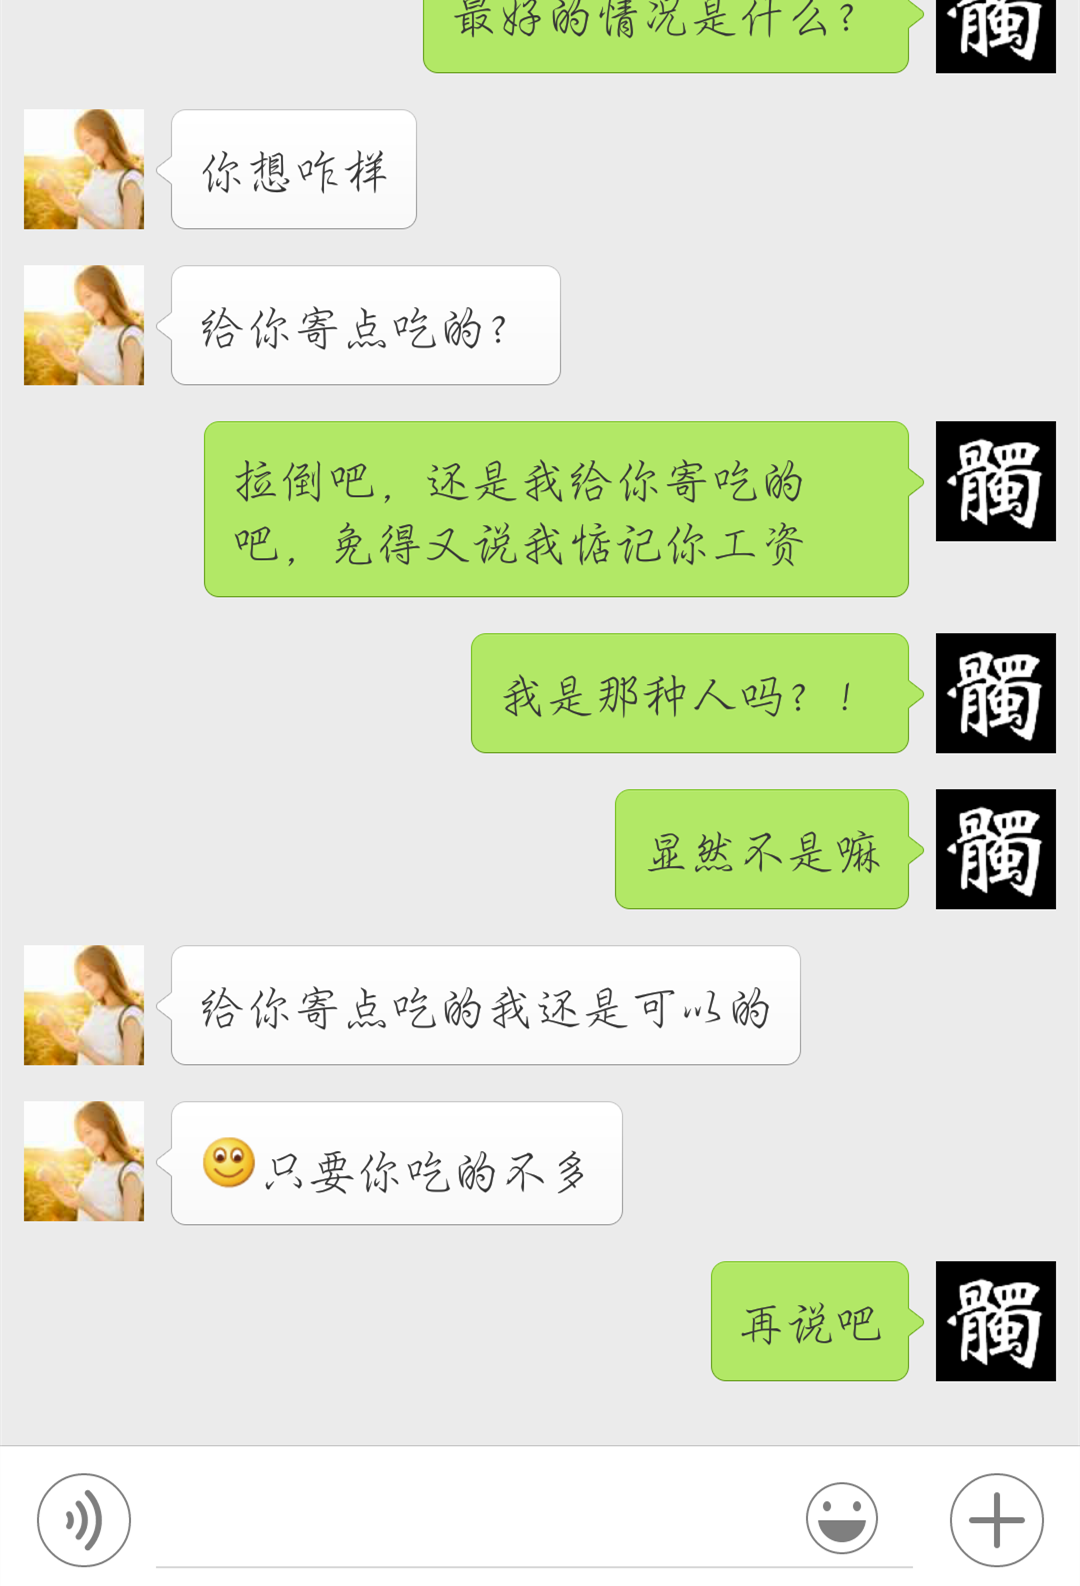 最好的情况是什么？
髑
你想咋样
给你寄点吃的？
拉倒吧，还是我给你寄吃的
吧，免得又说我惦记你工资
髑
我是那种人吗？！
髑
显然不是嘛
髑
给你寄点吃的我还是可以的
只要你吃的不多
再说吧
髑